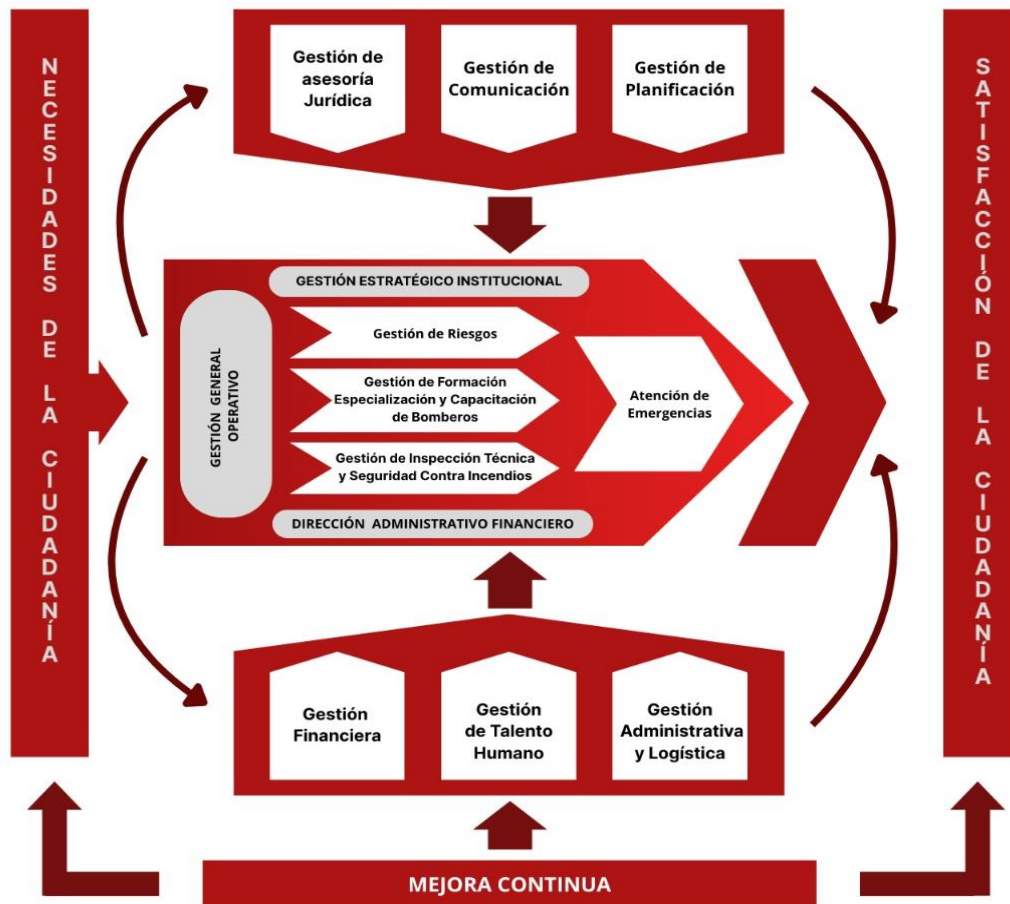 NECESIDADES DE LA CIUDADANÍA
Gestión de
asesoría
Jurídica
Gestión de
Comunicación
Gestión de
Planificación
SATISFACCIÓN DE LA CIUDADANÍA
GESTIÓN ESTRATÉGICO INSTITUCIONAL
GESTIÓN GENERAL
OPERATIVO
Gestión de Riesgos
Gestión de Formación
Especialización y Capacitación
de Bomberos
Gestión de Inspección Técnica
y Seguridad Contra Incendios
Atención de
Emergencias
DIRECCIÓN ADMINISTRATIVO FINANCIERO
Gestión
Financiera
Gestión
de Talento
Humano
Gestión
Administrativa
y Logística
MEJORA CONTINUA